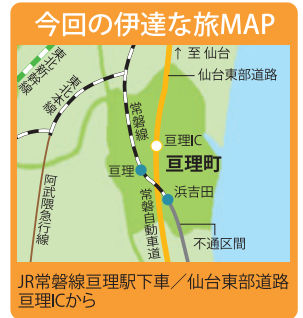 今回の伊達な旅MAP
↑至 仙台
東北新幹線
東北本線
仙台東部道路
常磐線
亘理IC
亘理町
亘理
浜吉田
阿武隈急行線
常磐自動車道
不通区間
JR常磐線亘理駅下車／仙台東部道路
亘理ICから